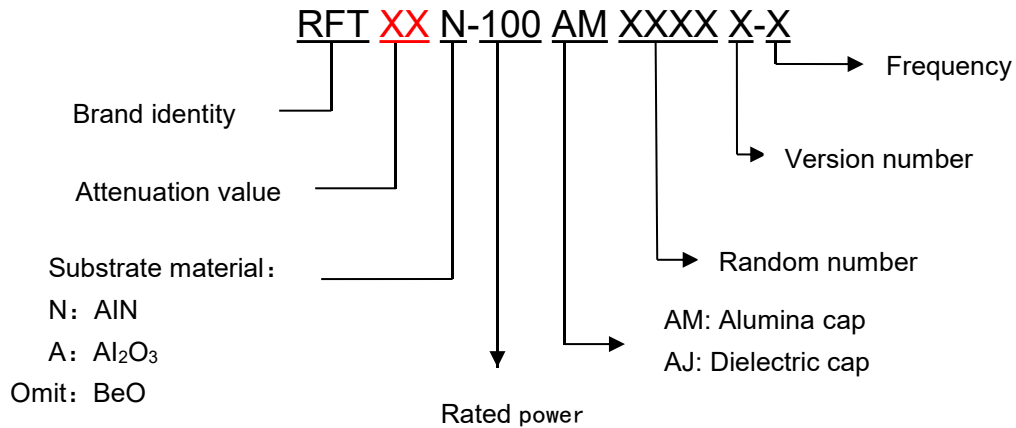 RFT XX N-100 AM XXXX X-X
Frequency
Brand identity
Version number
Attenuation value
Substrate material：
Random number
N：AlN
AM: Alumina cap
A：Al₂O₃
AJ: Dielectric cap
Omit：BeO
Rated power